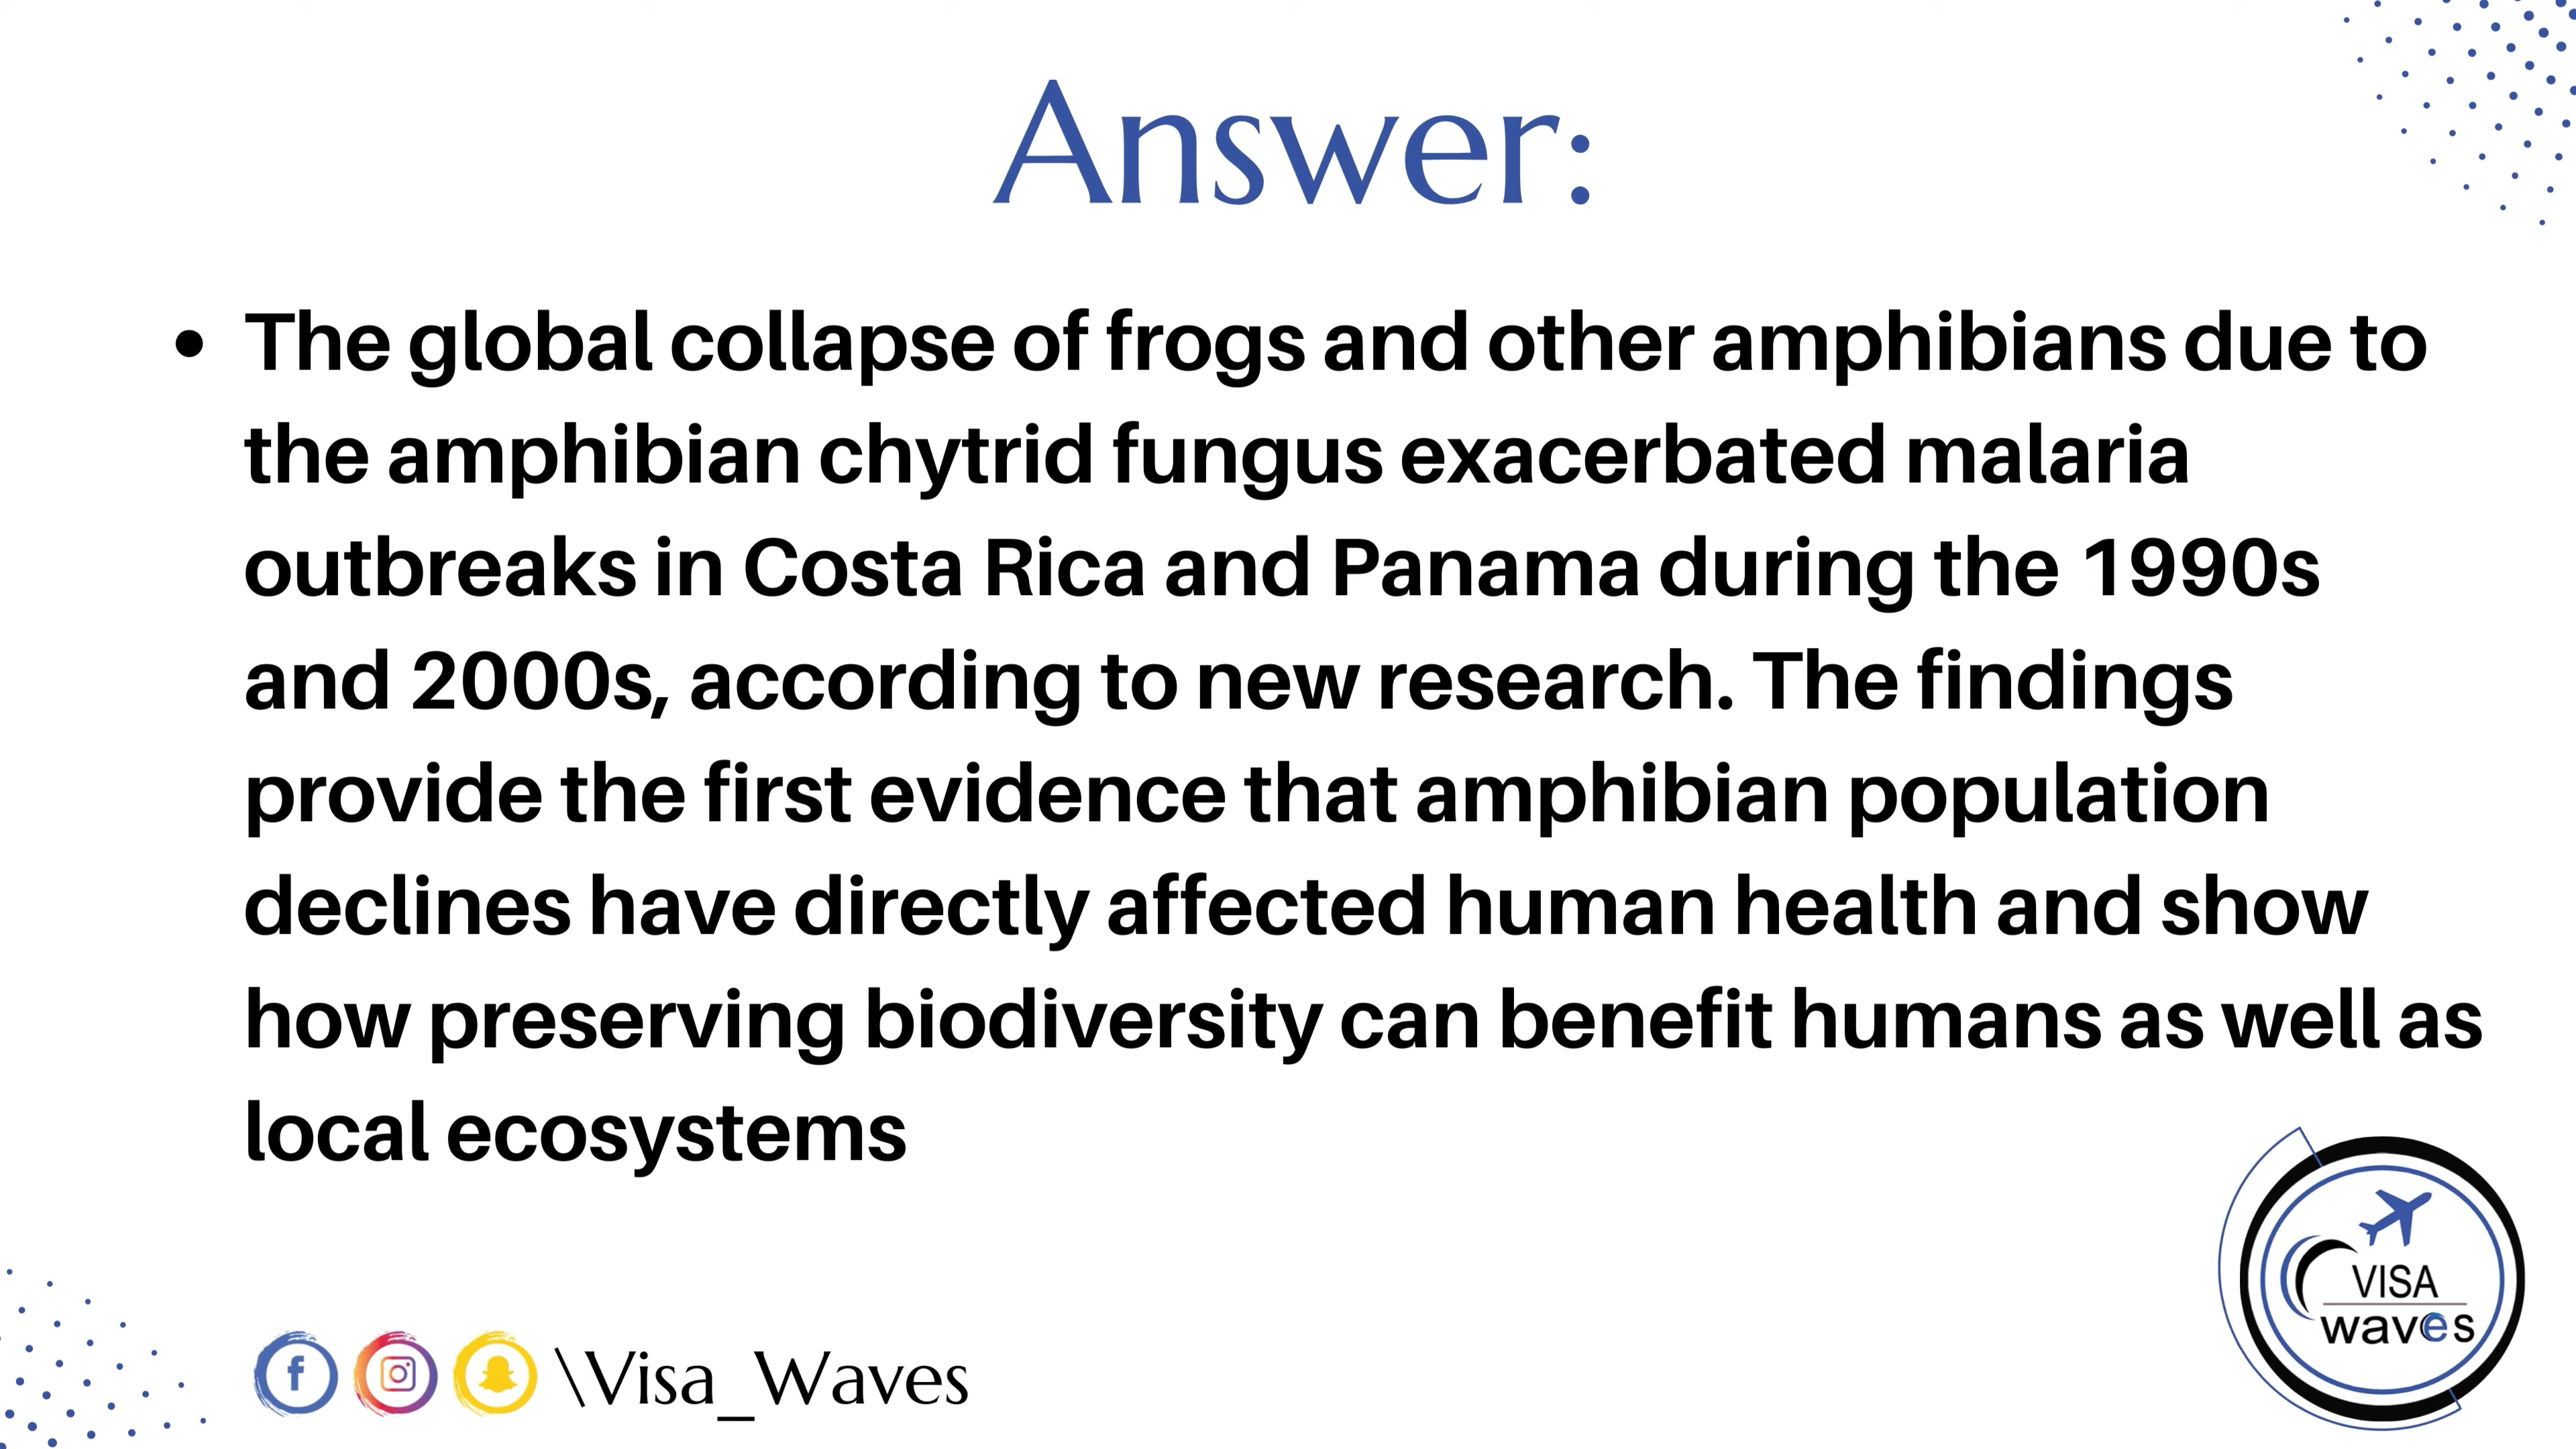 Answer:
• The global collapse of frogs and other amphibians due to
the amphibian chytrid fungus exacerbated malaria
outbreaks in Costa Rica and Panama during the 1990s
and 2000s, according to new research. The findings
provide the first evidence that amphibian population
declines have directly affected human health and show
how preserving biodiversity can benefit humans as well as
local ecosystems
VISA
waves
\Visa_Waves